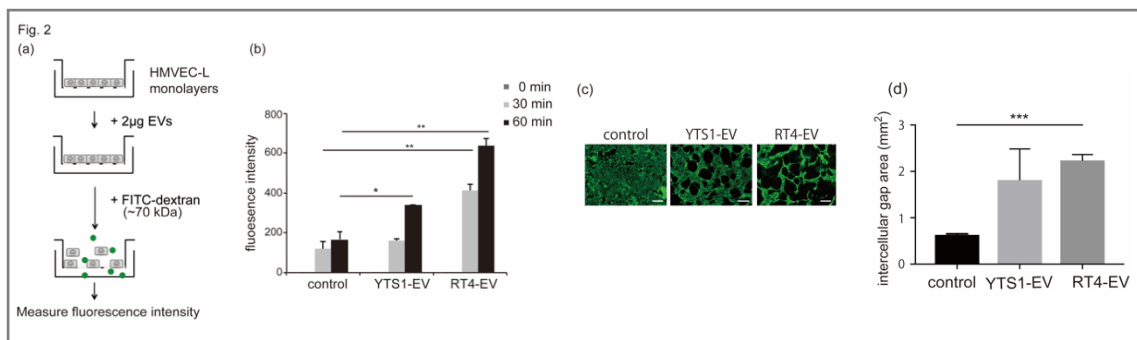 Fig. 2
(a)
HMVEC-L
monolayers
+ 2μg EVs
+ FITC-dextran
(~70 kDa)
Measure fluorescence intensity
(b)
0 min
30 min
60 min
fluoesence intensity
800
600
400
200
0
**
**
*
control
YTS1-EV
RT4-EV
(c)
control
YTS1-EV
RT4-EV
(d)
intercellular gap area (mm²)
3
2
1
0
***
control
YTS1-EV
RT4-EV